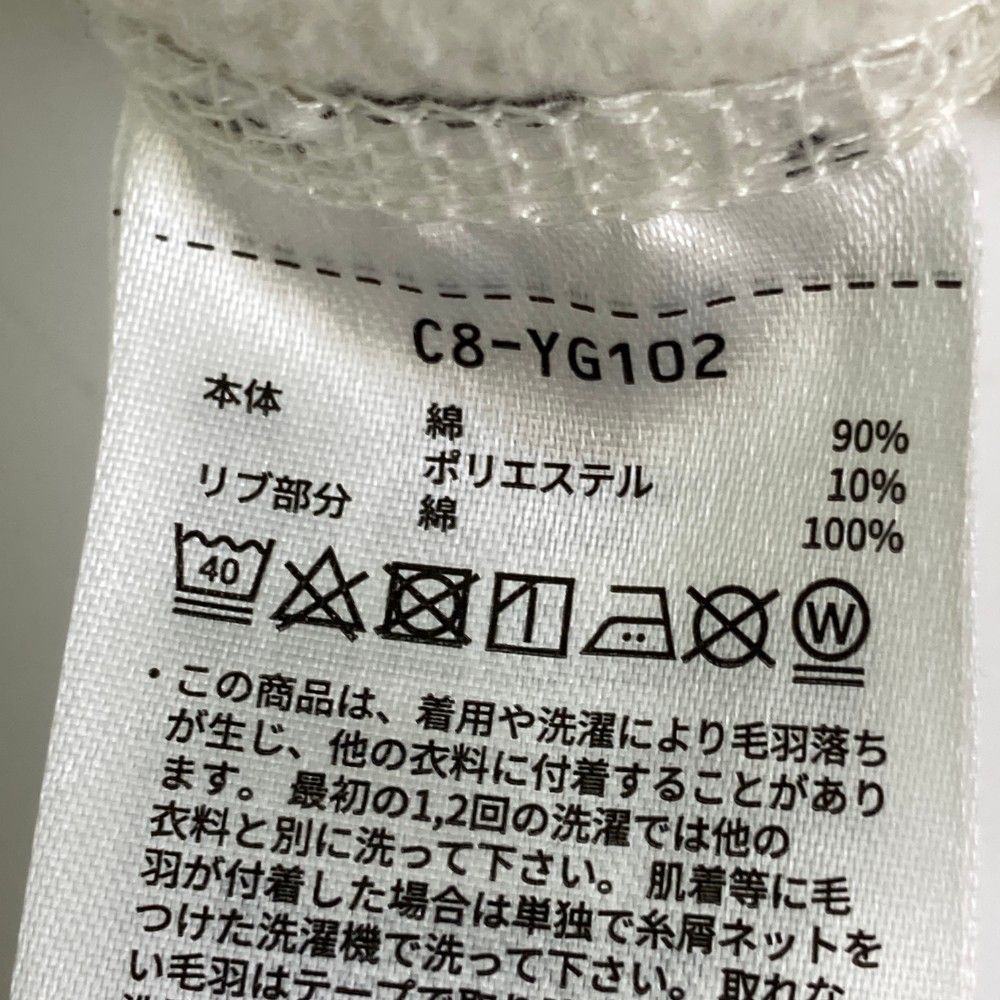 C8-YG102
本体 綿 90%
ポリエステル 10%
リブ部分 綿 100%
40 W
・この商品は、着用や洗濯により毛羽落ち
が生じ、他の衣料に付着することがあり
ます。 最初の1,2回の洗濯では他の
衣料と別に洗って下さい。 肌着等に毛
羽が付着した場合は単独で糸屑ネットを
つけた洗濯機で洗って下さい。 取れな
い毛羽はテープで取り